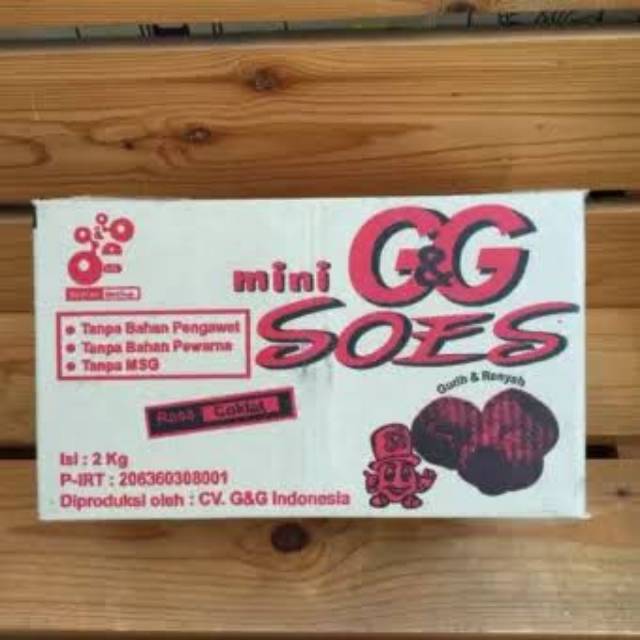 mini G&G
SOES
• Tanpa Bahan Pengawet
• Tanpa Bahan Pewarna
• Tanpa MSG
Rasa Coklat
Gurih & Renyah
Isi : 2 Kg
P-IRT : 206360308001
Diproduksi oleh : CV. G&G Indonesia